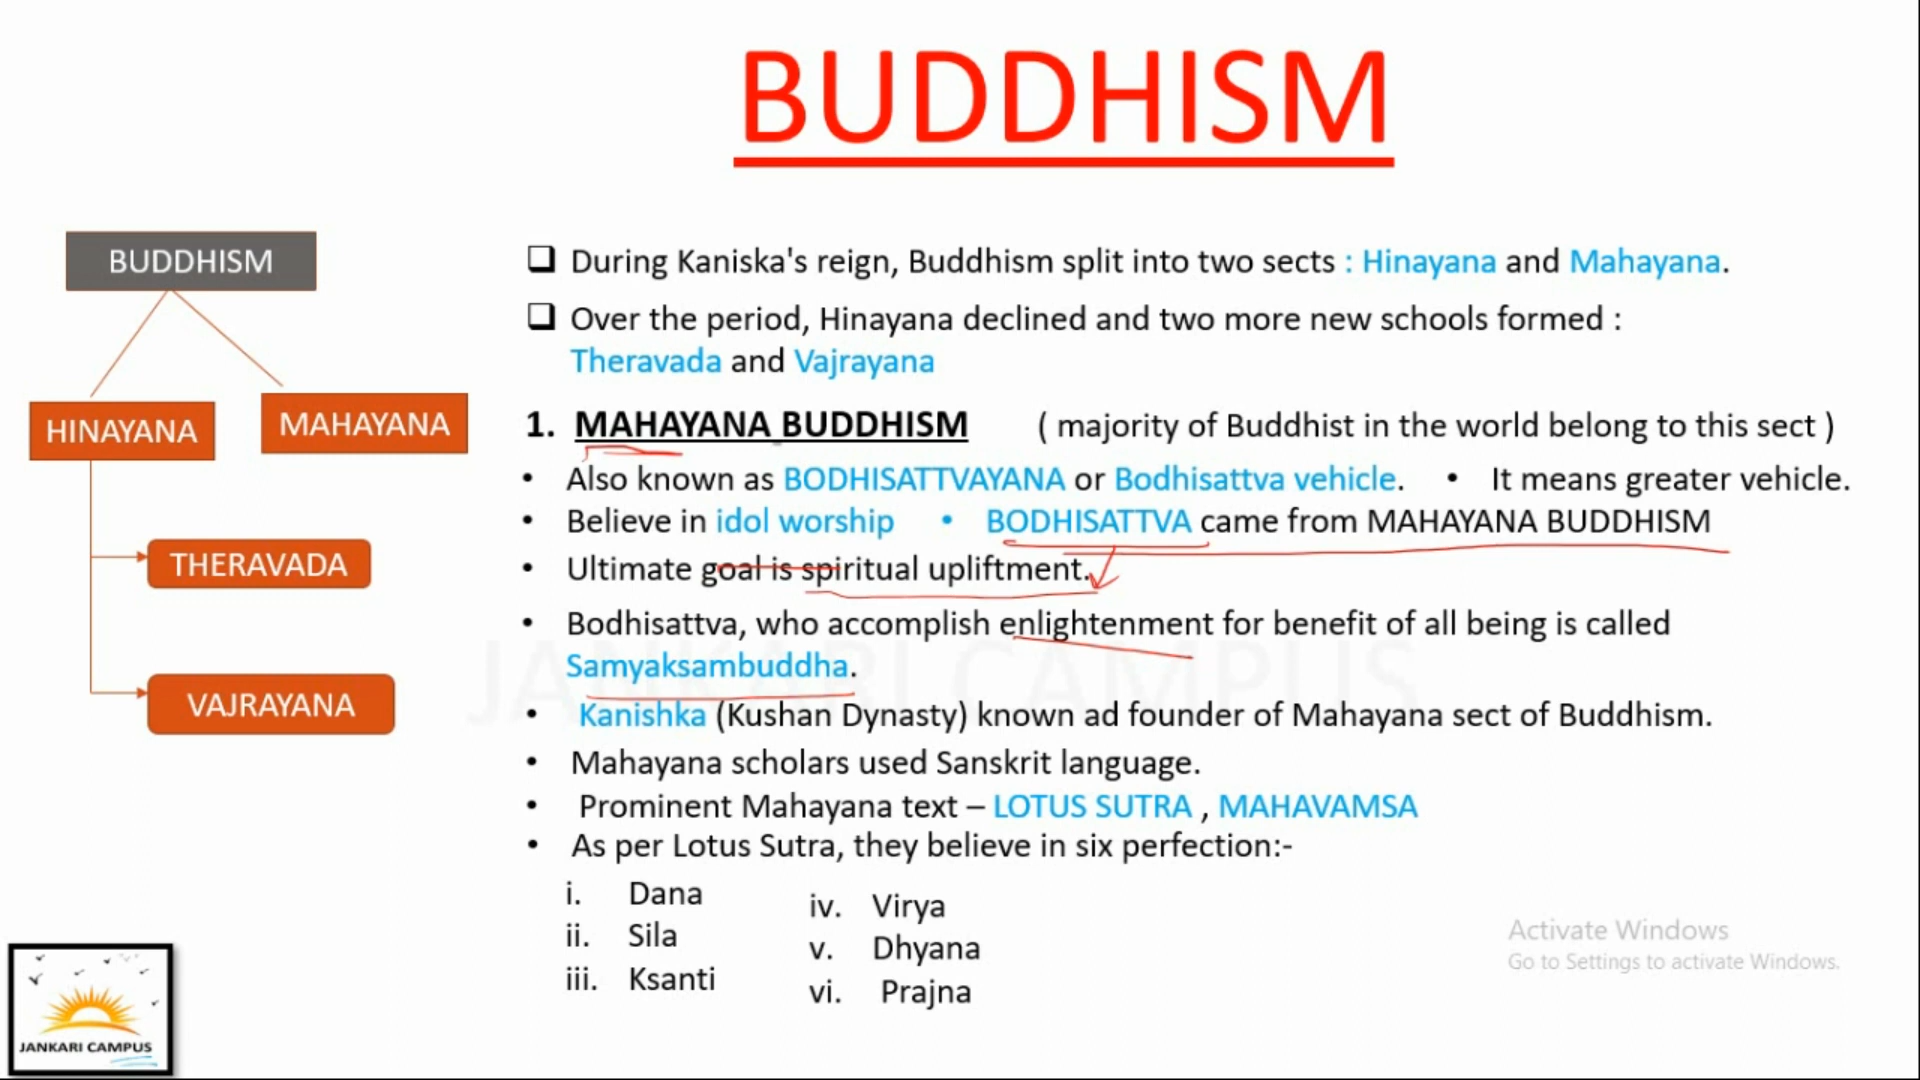 BUDDHISM
BUDDHISM
HINAYANA
MAHAYANA
THERAVADA
VAJRAYANA
❑ During Kaniska's reign, Buddhism split into two sects : Hinayana and Mahayana.
❑ Over the period, Hinayana declined and two more new schools formed :
Theravada and Vajrayana
1. MAHAYANA BUDDHISM ( majority of Buddhist in the world belong to this sect )
• Also known as BODHISATTVAYANA or Bodhisattva vehicle. • It means greater vehicle.
• Believe in idol worship • BODHISATTVA came from MAHAYANA BUDDHISM
• Ultimate goal is spiritual upliftment.
• Bodhisattva, who accomplish enlightenment for benefit of all being is called
Samyaksambuddha.
• Kanishka (Kushan Dynasty) known ad founder of Mahayana sect of Buddhism.
• Mahayana scholars used Sanskrit language.
• Prominent Mahayana text – LOTUS SUTRA , MAHAVAMSA
• As per Lotus Sutra, they believe in six perfection:-
i. Dana
ii. Sila
iii. Ksanti
iv. Virya
v. Dhyana
vi. Prajna
JANKARI CAMPUS
JANKARI CAMPUS
Activate Windows
Go to Settings to activate Windows.